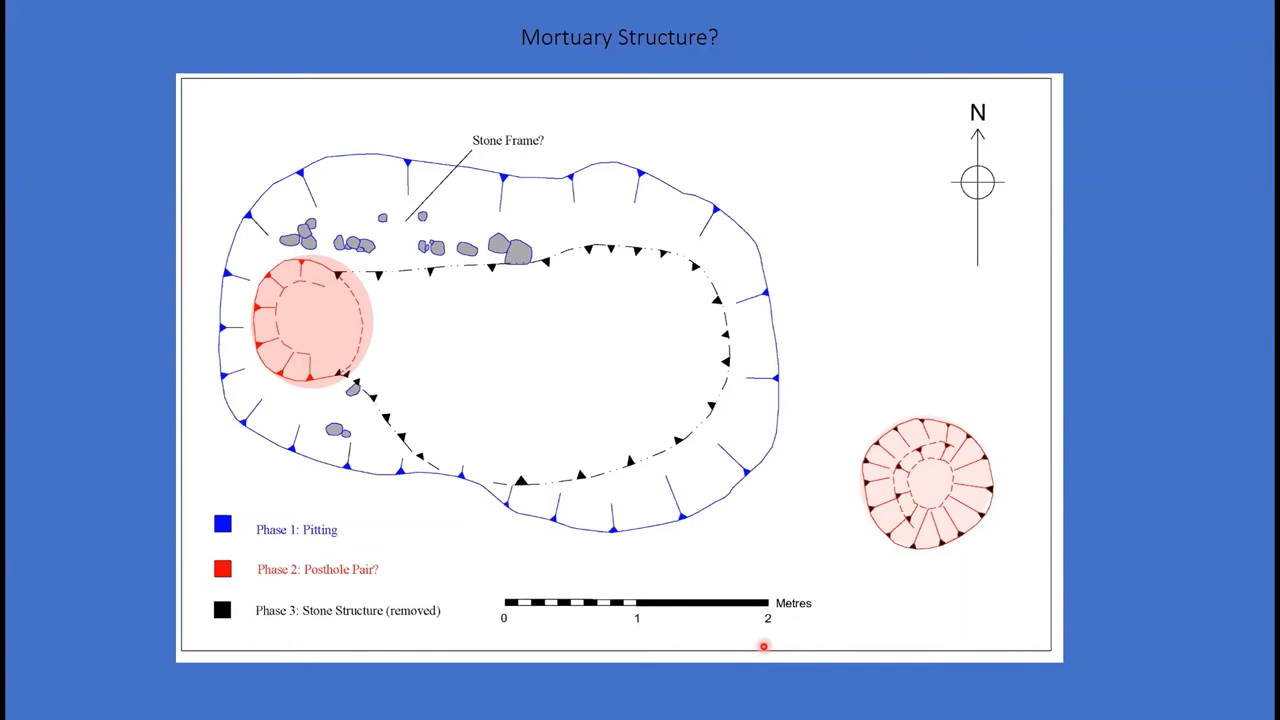 Mortuary Structure?
N
Stone Frame?
Phase 1: Pitting
Phase 2: Posthole Pair?
Phase 3: Stone Structure (removed)
Metres
0 1 2